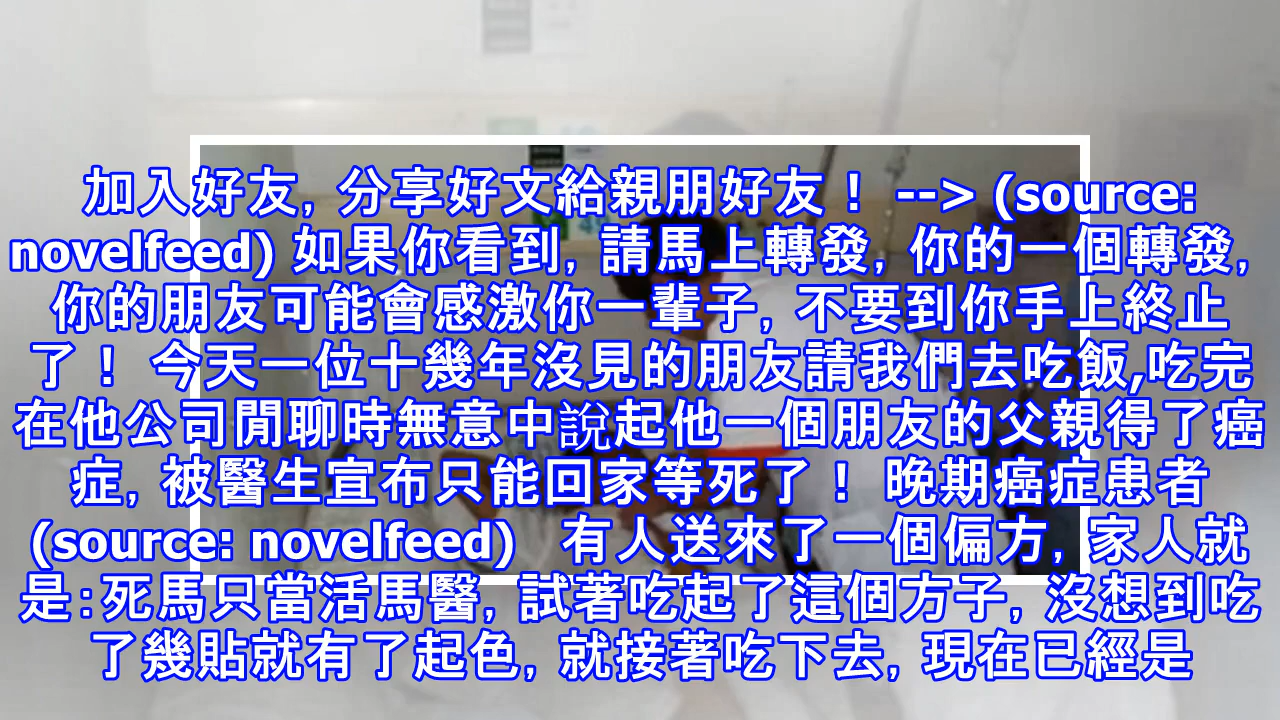 加入好友, 分享好文給親朋好友！ --> (source:
novelfeed) 如果你看到, 請馬上轉發, 你的一個轉發,
你的朋友可能會感激你一輩子, 不要到你手上終止
了！ 今天一位十幾年沒見的朋友請我們去吃飯,吃完
在他公司閒聊時無意中說起他一個朋友的父親得了癌
症, 被醫生宣布只能回家等死了！ 晚期癌症患者
(source: novelfeed) 有人送來了一個偏方, 家人就
是:死馬只當活馬醫, 試著吃起了這個方子, 沒想到吃
了幾貼就有了起色, 就接著吃下去, 現在已經是